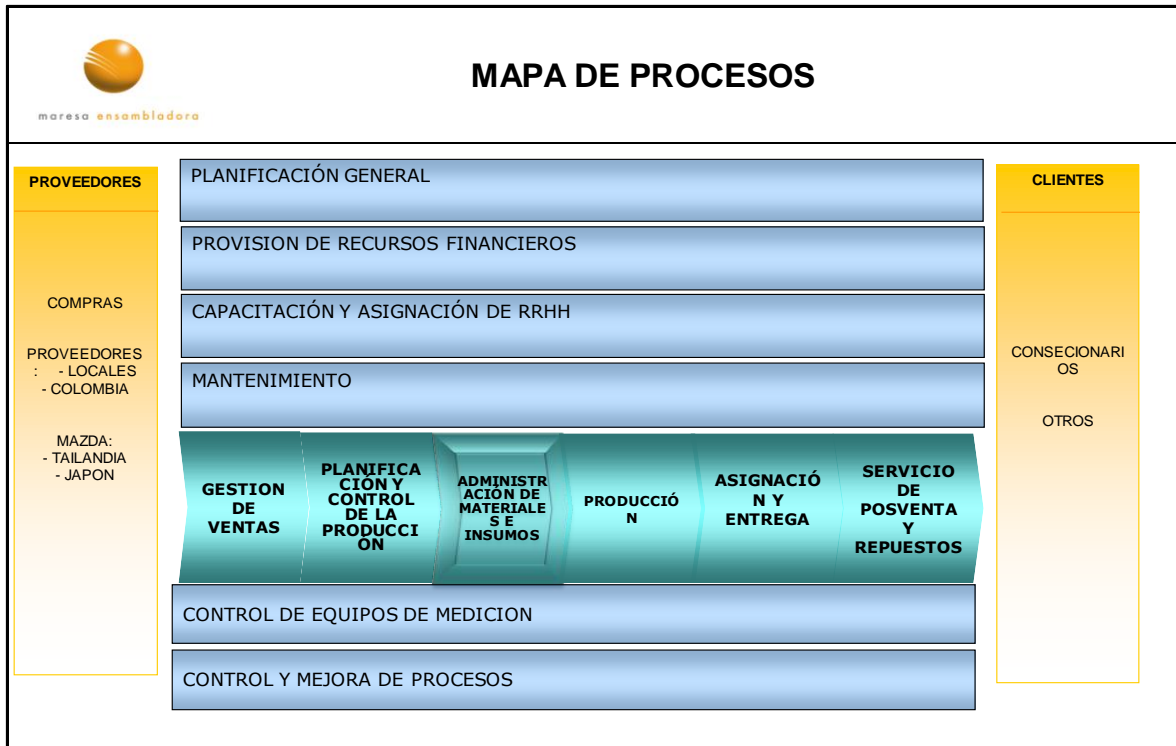 maresa ensambladora
MAPA DE PROCESOS
PROVEEDORES
COMPRAS
PROVEEDORES
: - LOCALES
- COLOMBIA
MAZDA:
- TAILANDIA
- JAPON
PLANIFICACIÓN GENERAL
PROVISION DE RECURSOS FINANCIEROS
CAPACITACIÓN Y ASIGNACIÓN DE RRHH
MANTENIMIENTO
GESTION
DE
VENTAS
PLANIFICA
CIÓN Y
CONTROL
DE LA
PRODUCCI
ÓN
ADMINISTR
ACIÓN DE
MATERIALE
S E
INSUMOS
PRODUCCIÓ
N
ASIGNACIÓ
N Y
ENTREGA
SERVICIO
DE
POSVENTA
Y
REPUESTOS
CONTROL DE EQUIPOS DE MEDICION
CONTROL Y MEJORA DE PROCESOS
CLIENTES
CONSECIONARI
OS
OTROS